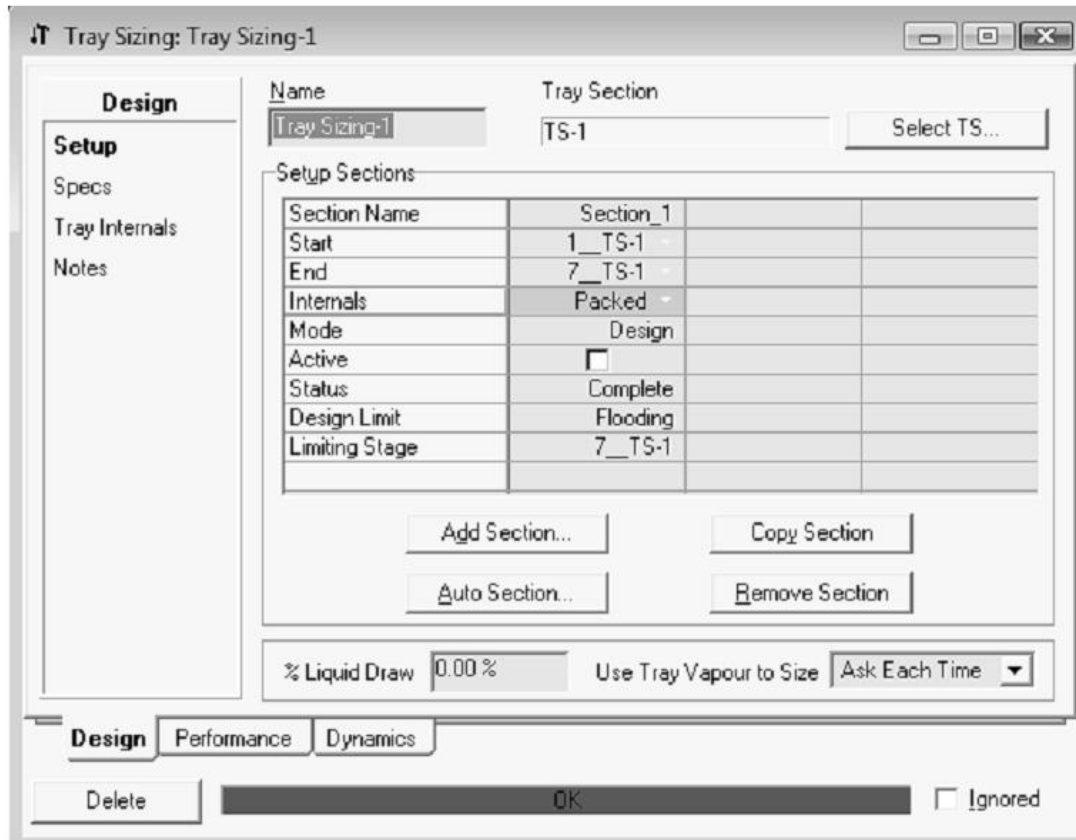 Tray Sizing: Tray Sizing-1
Design
Setup
Specs
Tray Internals
Notes
Name
Tray Sizing-1
Tray Section
TS-1
Select TS...
Setup Sections
Section Name Section_1
Start 1__TS-1
End 7__TS-1
Internals Packed
Mode Design
Active
Status Complete
Design Limit Flooding
Limiting Stage 7__TS-1
Add Section... Copy Section
Auto Section... Remove Section
% Liquid Draw 0.00 % Use Tray Vapour to Size Ask Each Time
Design Performance Dynamics
Delete OK Ignored